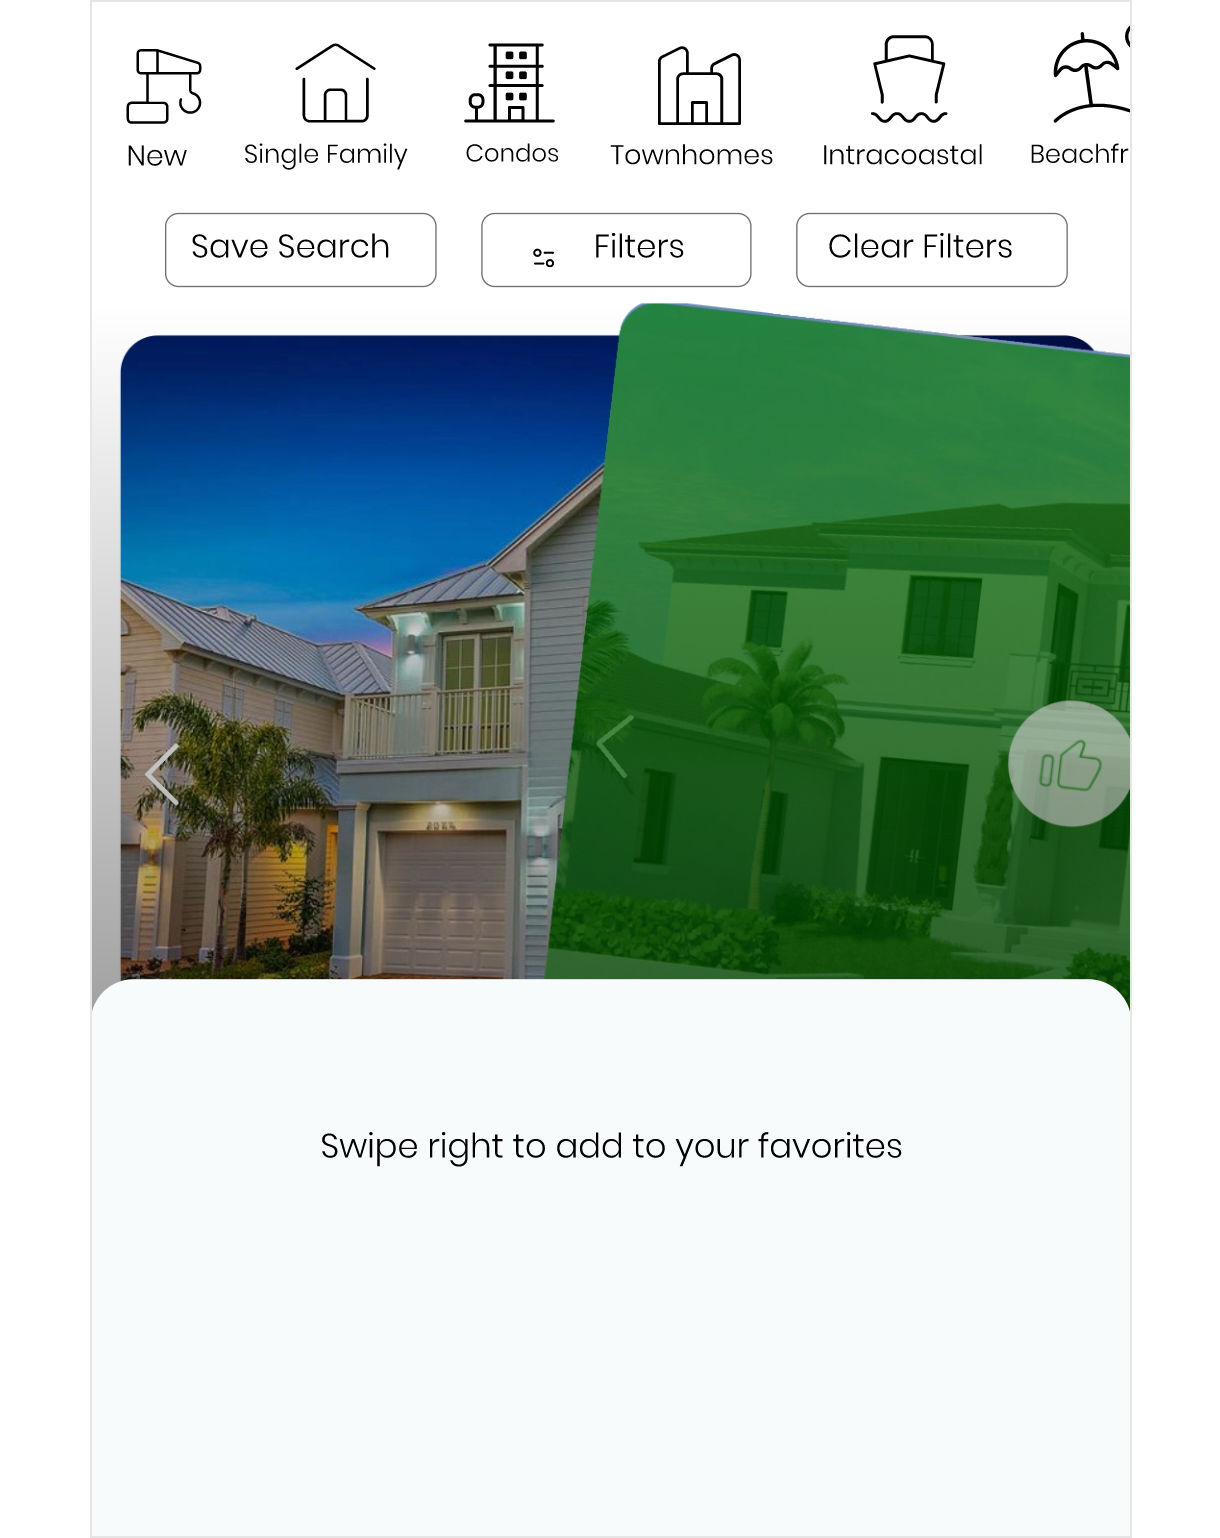 New
Single Family
Condos
Townhomes
Intracoastal
Beachfr
Save Search
Filters
Clear Filters
Swipe right to add to your favorites